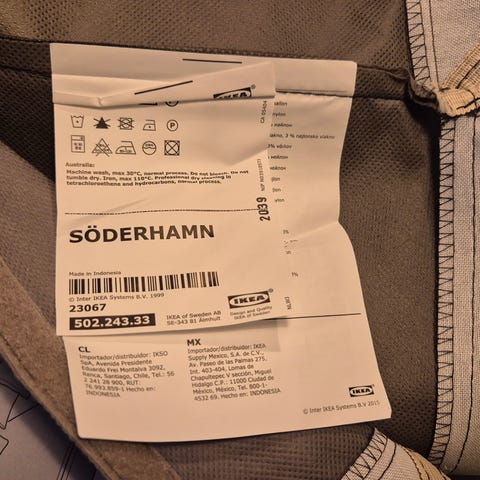 IKEA
P
Australia:
Machine wash, max 30°C, normal process. Do not bleach. Do not
tumble dry. Iron, max 110°C. Professional dry cleaning in
tetrachloroethene and hydrocarbons, normal process.
2039
CA 05404
SÖDERHAMN
Made in Indonesia
© Inter IKEA Systems B.V. 1999
23067
502.243.33
IKEA of Sweden AB
SE-343 81 Älmhult
IKEA
Design and Quality
IKEA of Sweden
CL
Importador/distribuidor: IKSO
SpA, Avenida Presidente
Eduardo Frei Montalva 3092,
Renca, Santiago, Chile, Tel.: 56
2 241 28 900, RUT:
76.993.859-1 Hecho en:
INDONESIA
MX
Importador/distribuidor: IKEA
Supply Mexico, S.A. de C.V.,
Av. Paseo de las Palmas 275,
Int. 403-404, Lomas de
Chapultepec V sección, Miguel
Hidalgo C.P.: 11000 Ciudad de
México, México, Tel. 800-1-
4532 69. Hecho en: INDONESIA
IKEA
© Inter IKEA Systems B.V 2015